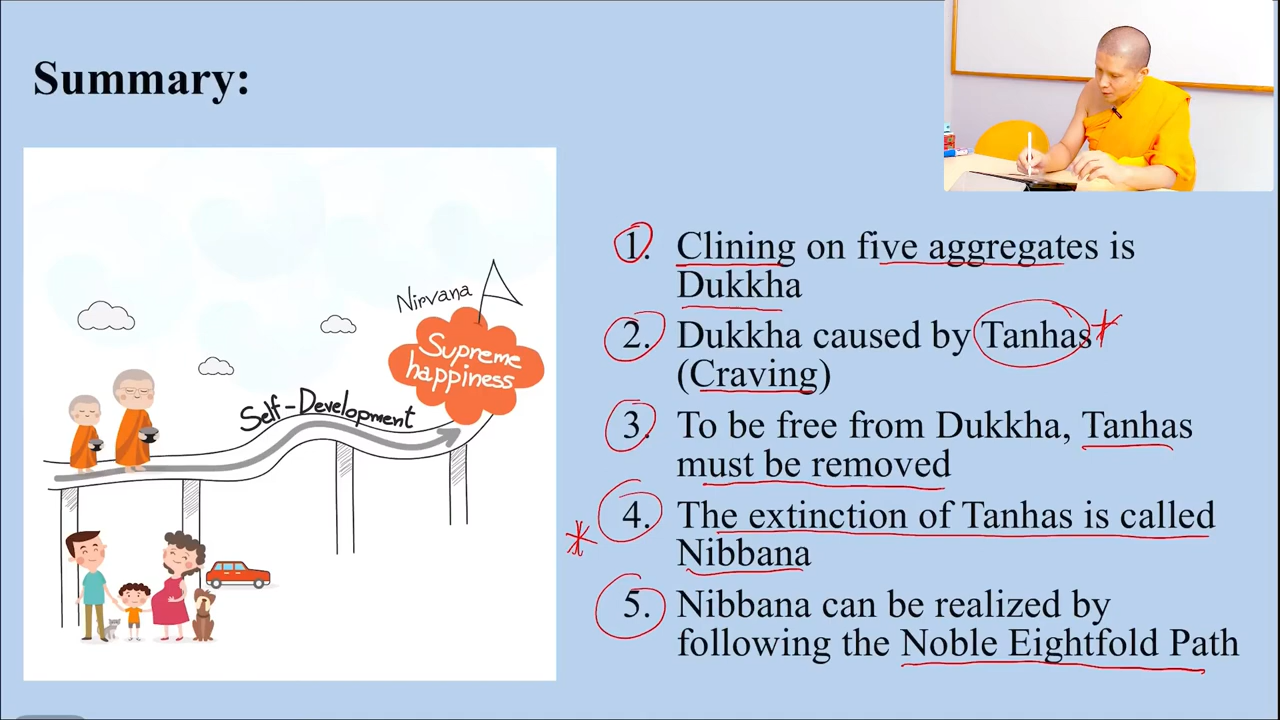 Summary:
Nirvana
Supreme
happiness
Self-Development
1. Clining on five aggregates is
Dukkha
2. Dukkha caused by Tanhas*
(Craving)
3. To be free from Dukkha, Tanhas
must be removed
* 4. The extinction of Tanhas is called
Nibbana
5. Nibbana can be realized by
following the Noble Eightfold Path